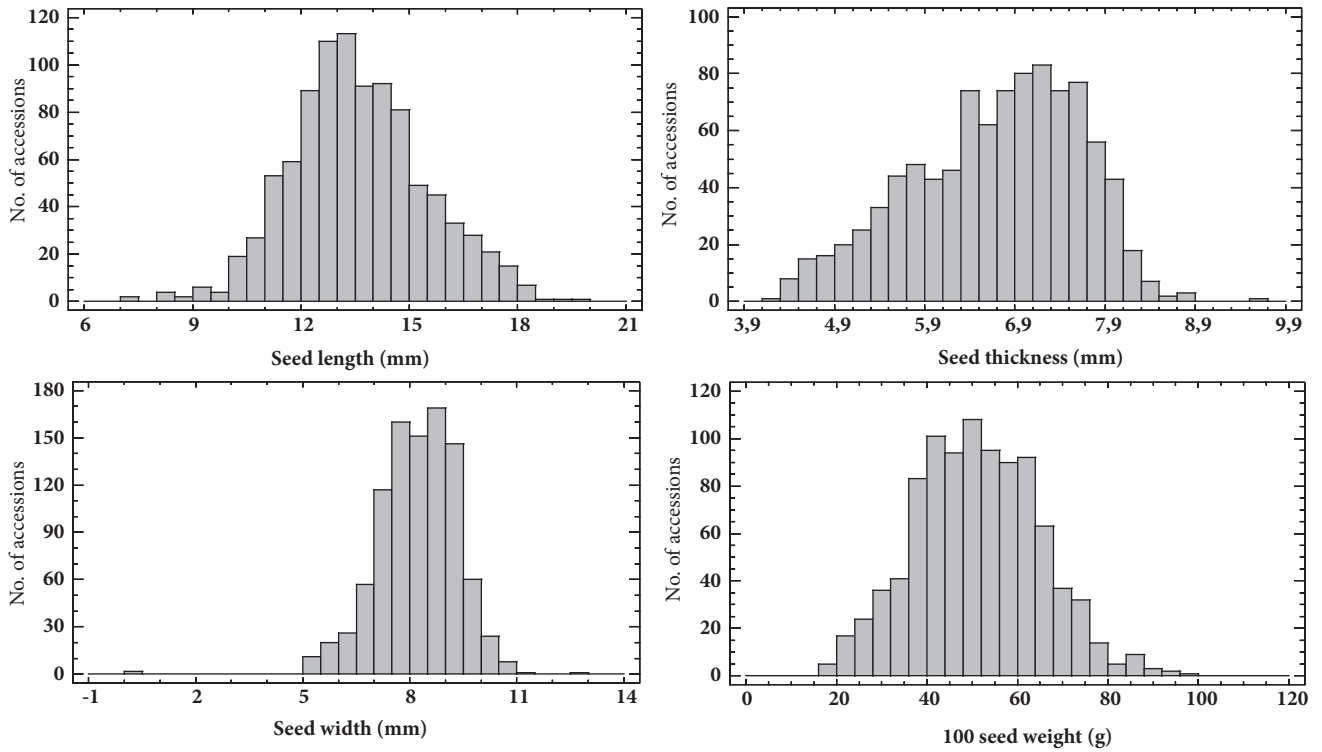 120
100
80
60
40
20
0
No. of accessions
6 9 12 15 18 21
Seed length (mm)
100
80
60
40
20
0
No. of accessions
3,9 4,9 5,9 6,9 7,9 8,9 9,9
Seed thickness (mm)
180
150
120
90
60
30
0
No. of accessions
-1 2 5 8 11 14
Seed width (mm)
120
100
80
60
40
20
0
No. of accessions
0 20 40 60 80 100 120
100 seed weight (g)